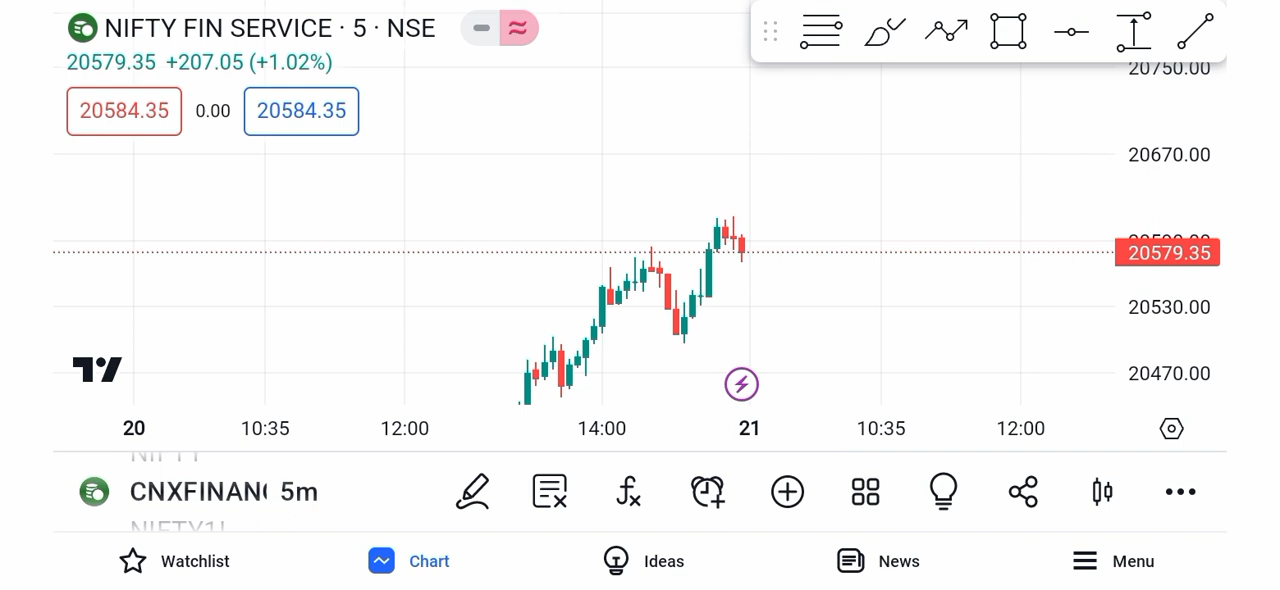 NIFTY FIN SERVICE · 5 · NSE
20579.35 +207.05 (+1.02%)
20584.35 0.00 20584.35
20750.00
20670.00
20579.35
20530.00
20470.00
20 10:35 12:00 14:00 21 10:35 12:00
NIFTY
CNXFINAN 5m
NIFTY1!
Watchlist Chart Ideas News Menu